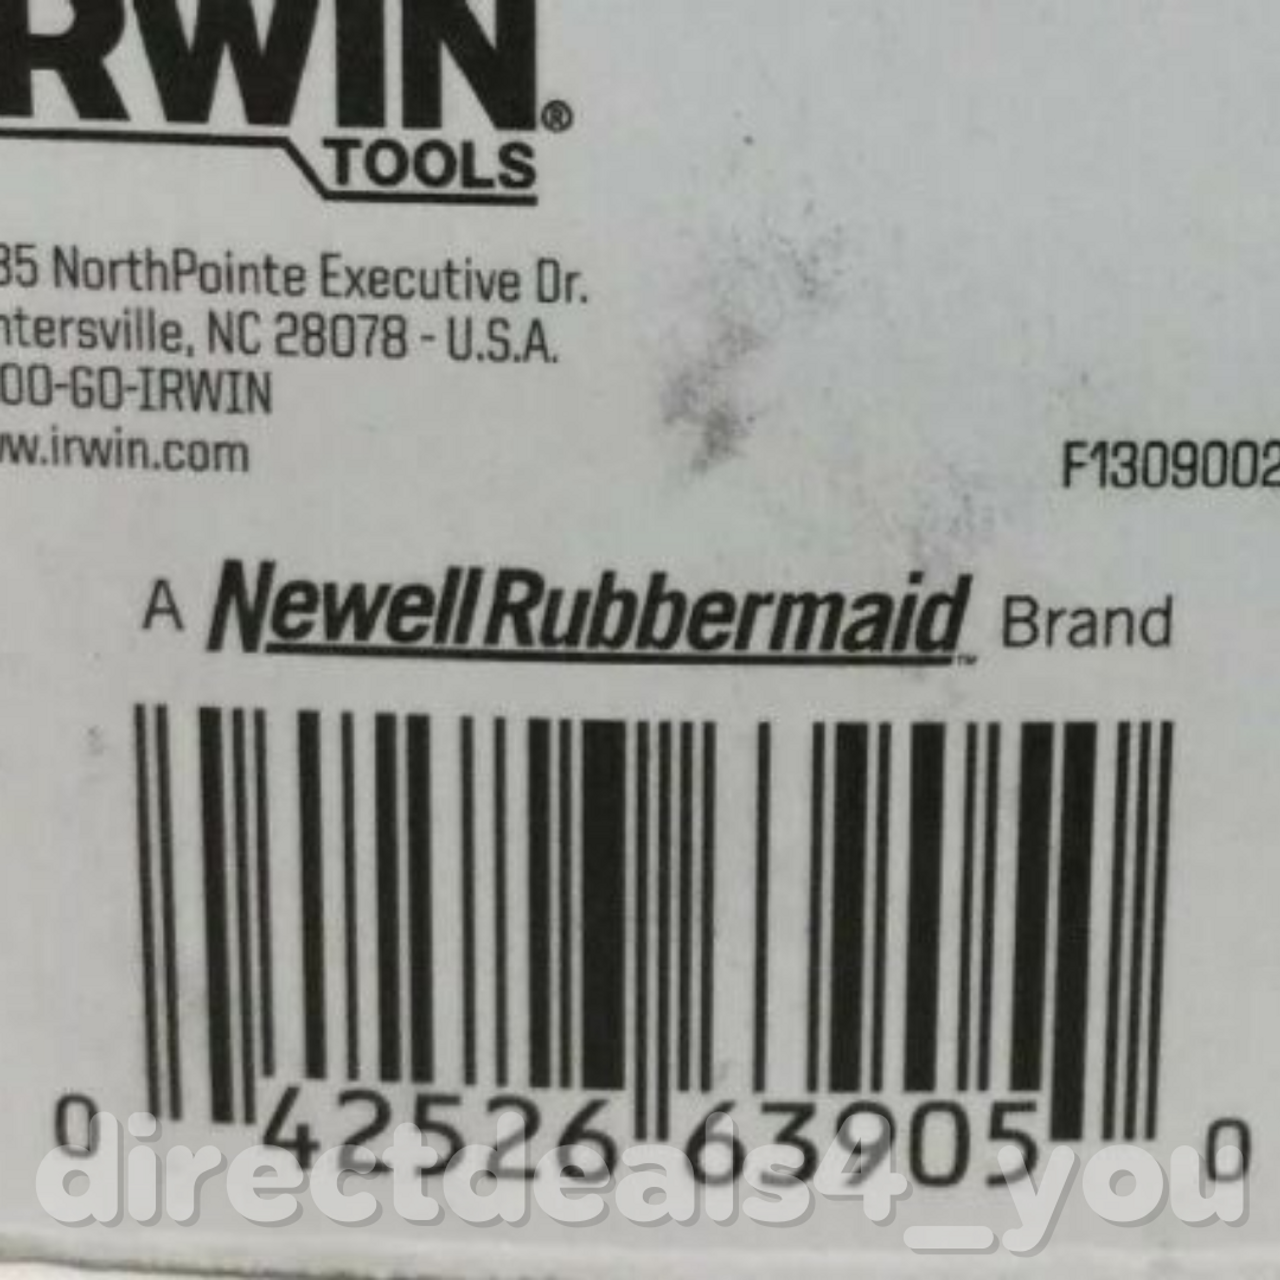 RWIN®
TOOLS
35 NorthPointe Executive Dr.
ntersville, NC 28078 - U.S.A.
00-GO-IRWIN
w.irwin.com
F1309002
A NewellRubbermaid™ Brand
0 42526 63905 0
directdeals4_you